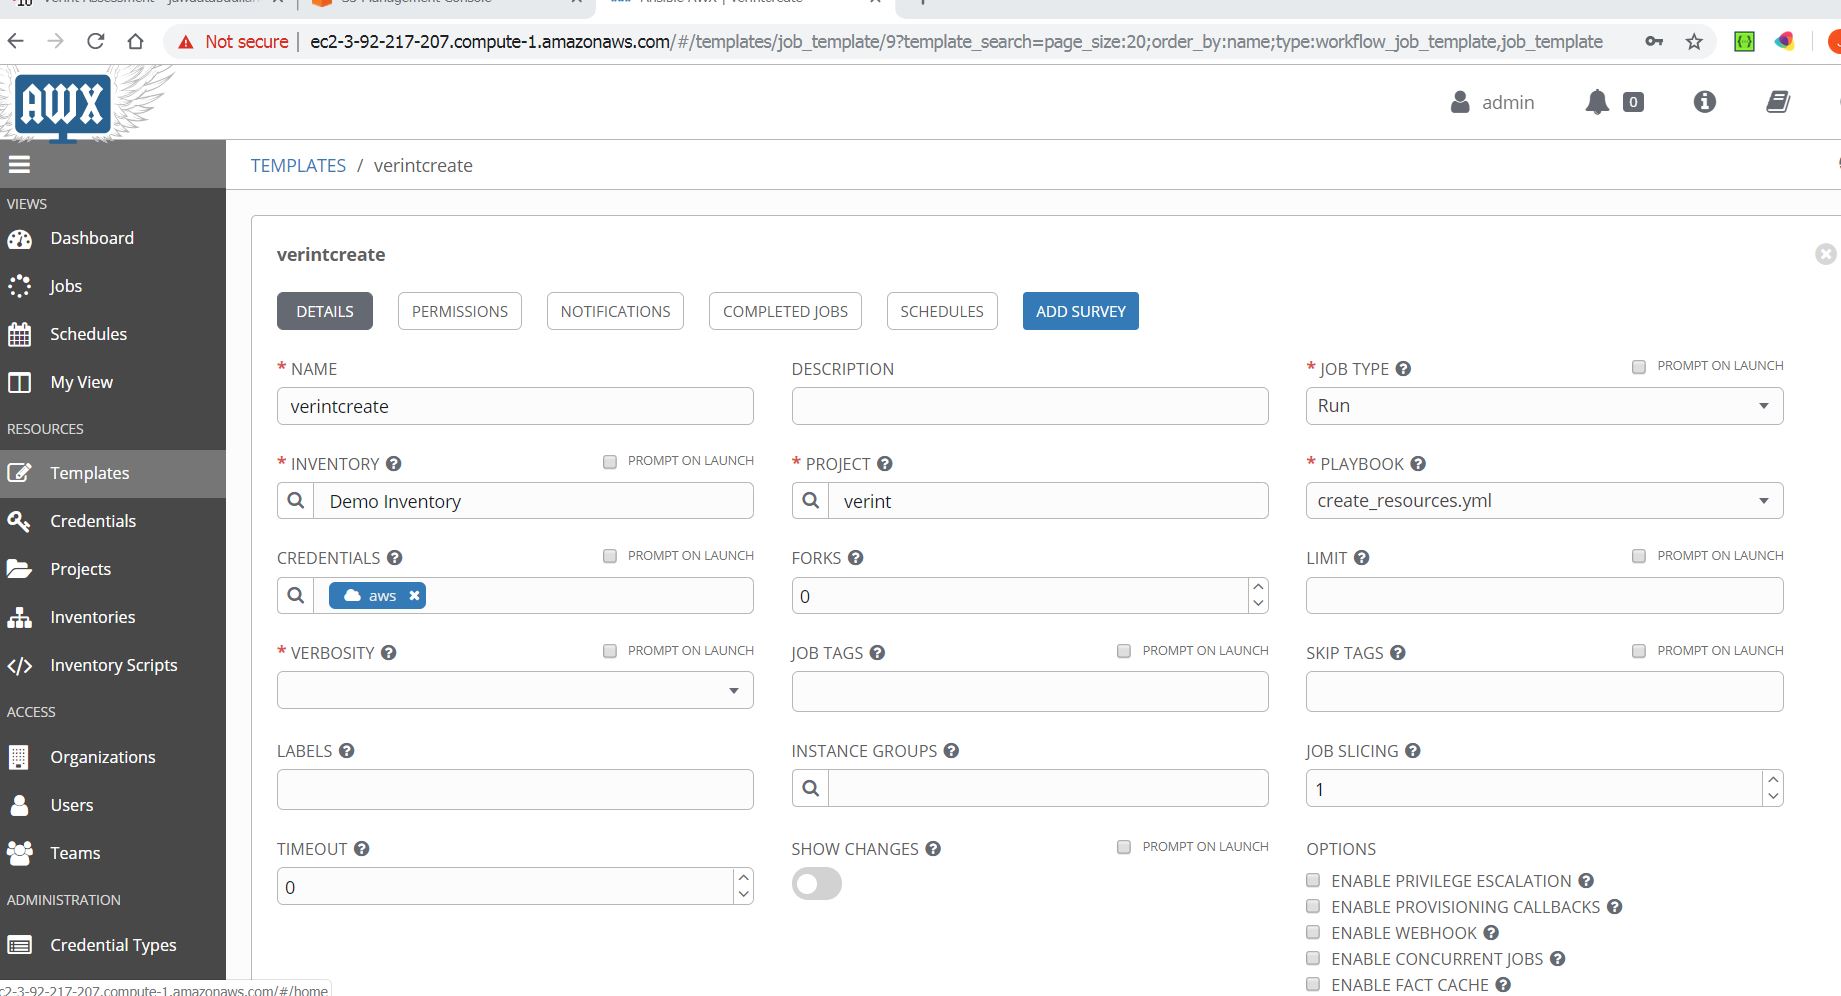 Not secure | ec2-3-92-217-207.compute-1.amazonaws.com/#/templates/job_template/9?template_search=page_size:20;order_by:name;type:workflow_job_template,job_template
AWX
admin
0
TEMPLATES / verintcreate
VIEWS
Dashboard
Jobs
Schedules
My View
RESOURCES
Templates
Credentials
Projects
Inventories
Inventory Scripts
ACCESS
Organizations
Users
Teams
ADMINISTRATION
Credential Types
verintcreate
DETAILS PERMISSIONS NOTIFICATIONS COMPLETED JOBS SCHEDULES ADD SURVEY
* NAME DESCRIPTION * JOB TYPE ? PROMPT ON LAUNCH
verintcreate Run
* INVENTORY ? PROMPT ON LAUNCH * PROJECT ? * PLAYBOOK ?
Demo Inventory verint create_resources.yml
CREDENTIALS ? PROMPT ON LAUNCH FORKS ? LIMIT ? PROMPT ON LAUNCH
aws 0
* VERBOSITY ? PROMPT ON LAUNCH JOB TAGS ? PROMPT ON LAUNCH SKIP TAGS ? PROMPT ON LAUNCH
LABELS ? INSTANCE GROUPS ? JOB SLICING ?
1
TIMEOUT ? SHOW CHANGES ? PROMPT ON LAUNCH OPTIONS
0
ENABLE PRIVILEGE ESCALATION ?
ENABLE PROVISIONING CALLBACKS ?
ENABLE WEBHOOK ?
ENABLE CONCURRENT JOBS ?
ENABLE FACT CACHE ?
c2-3-92-217-207.compute-1.amazonaws.com/#/home